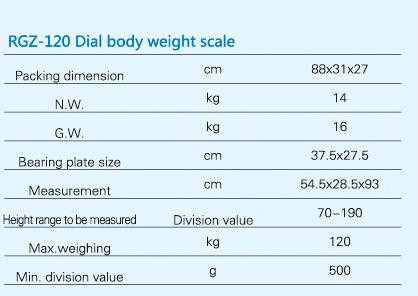 RGZ-120 Dial body weight scale
Packing dimension cm 88x31x27
N.W. kg 14
G.W. kg 16
Bearing plate size cm 37.5x27.5
Measurement cm 54.5x28.5x93
Height range to be measured Division value 70-190
Max.weighing kg 120
Min. division value g 500